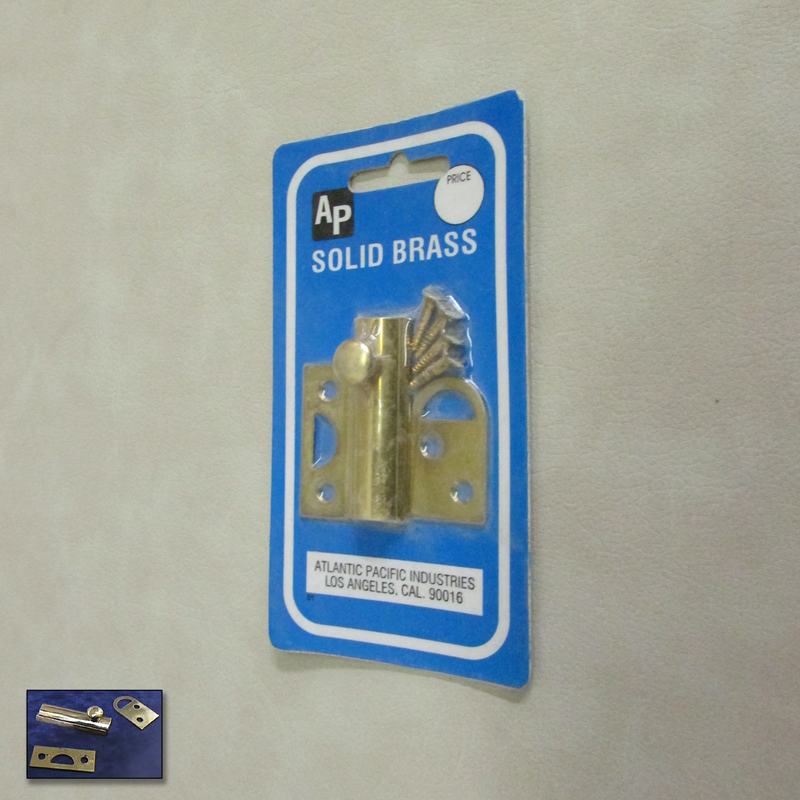 AP
PRICE
SOLID BRASS
ATLANTIC PACIFIC INDUSTRIES
LOS ANGELES, CAL. 90016